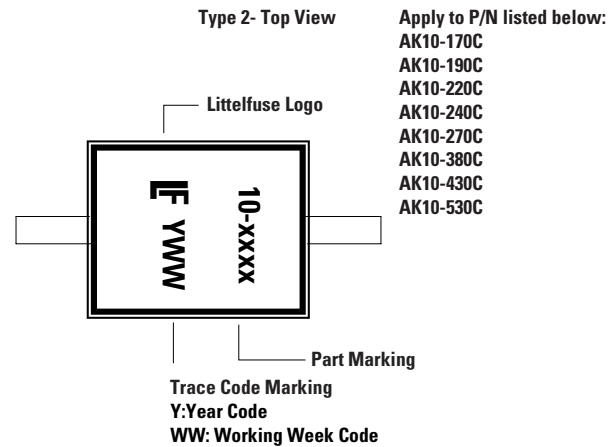 Type 2- Top View
Apply to P/N listed below:
AK10-170C
AK10-190C
AK10-220C
AK10-240C
AK10-270C
AK10-380C
AK10-430C
AK10-530C
Littelfuse Logo
LF YWW
10-xxxx
Part Marking
Trace Code Marking
Y:Year Code
WW: Working Week Code